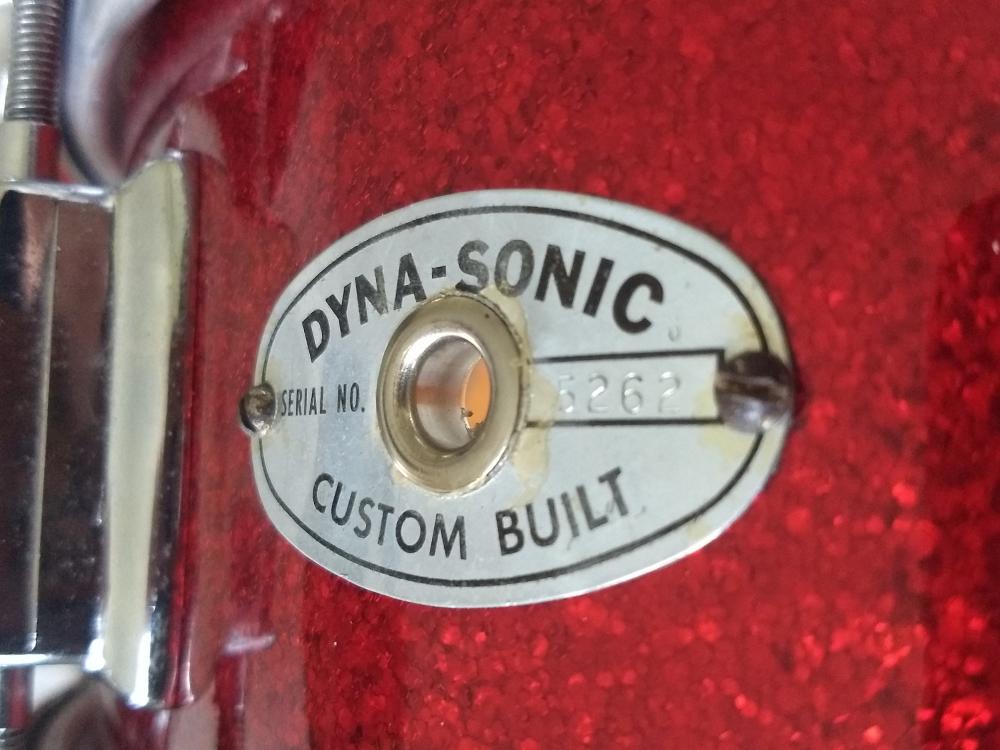 DYNA-SONIC
SERIAL NO. 5262
CUSTOM BUILT